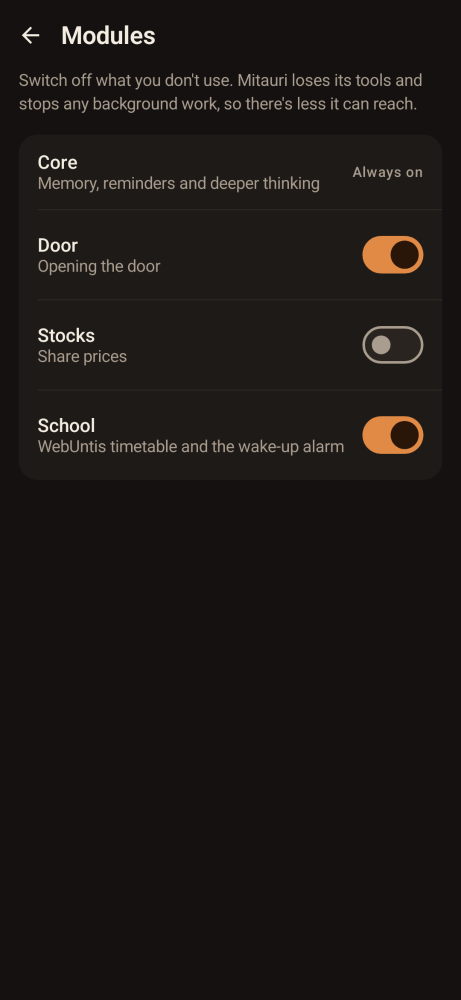 Modules
Switch off what you don't use. Mitauri loses its tools and
stops any background work, so there's less it can reach.
Core
Memory, reminders and deeper thinking
Always on
Door
Opening the door
Stocks
Share prices
School
WebUntis timetable and the wake-up alarm